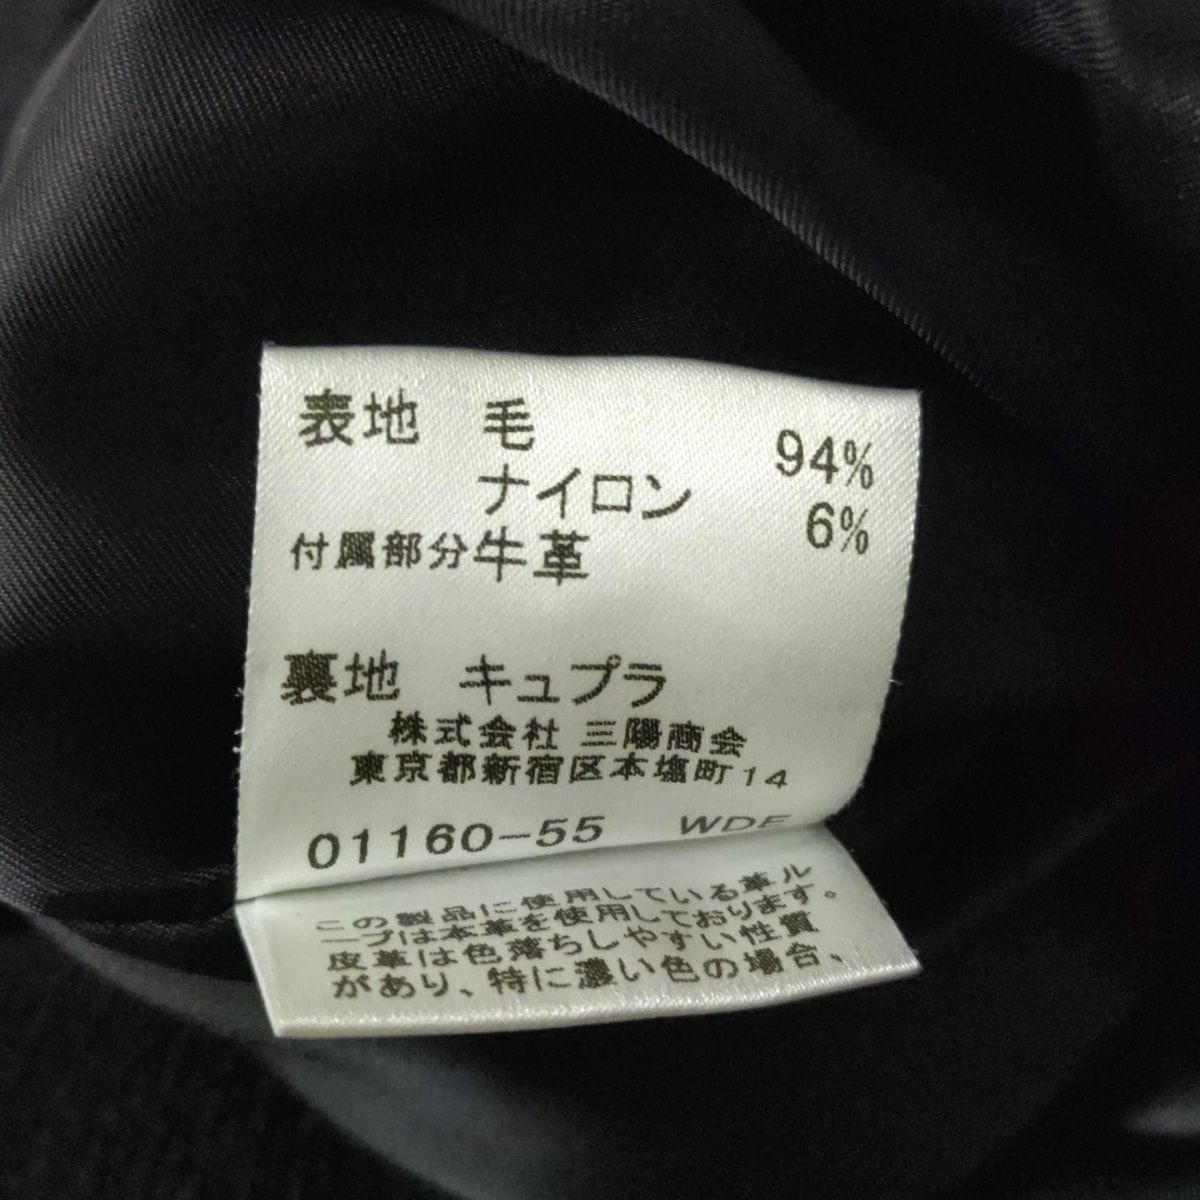 表地 毛 94%
ナイロン 6%
付属部分牛革
裏地 キュプラ
株式会社 三陽商会
東京都新宿区本塩町14
01160-55 WDE
この製品に使用している革ル
ープは本革を使用しております。
皮革は色落ちしやすい性質
があり、特に濃い色の場合、